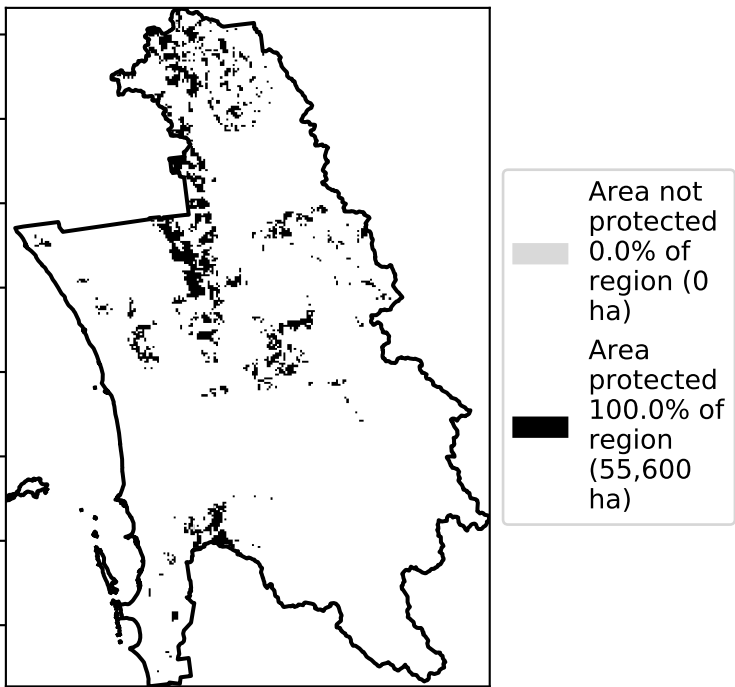 Area not
protected
0.0% of
region (0
ha)
Area
protected
100.0% of
region
(55,600
ha)